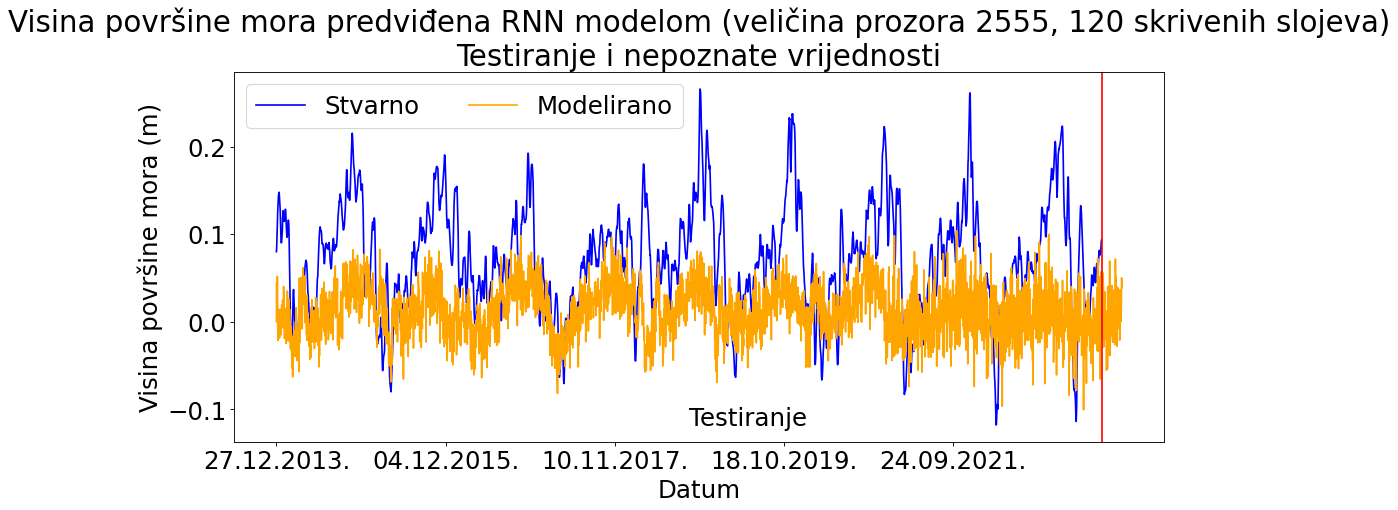 Visina površine mora predviđena RNN modelom (veličina prozora 2555, 120 skrivenih slojeva)
Testiranje i nepoznate vrijednosti
Stvarno Modelirano
Visina površine mora (m)
0.2
0.1
0.0
−0.1
Testiranje
27.12.2013. 04.12.2015. 10.11.2017. 18.10.2019. 24.09.2021.
Datum